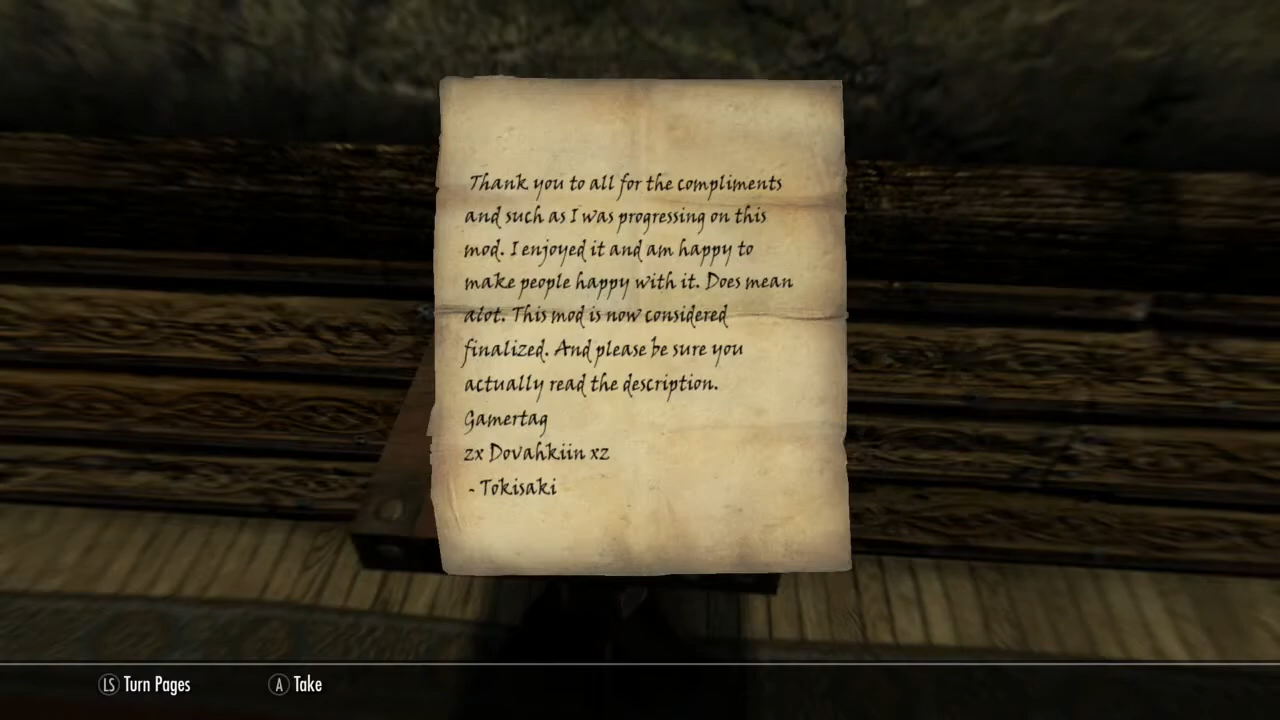 Thank you to all for the compliments
and such as I was progressing on this
mod. I enjoyed it and am happy to
make people happy with it. Does mean
alot. This mod is now considered
finalized. And please be sure you
actually read the description.
Gamertag
zx Dovahkiin xz
- Tokisaki
LS Turn Pages
A Take